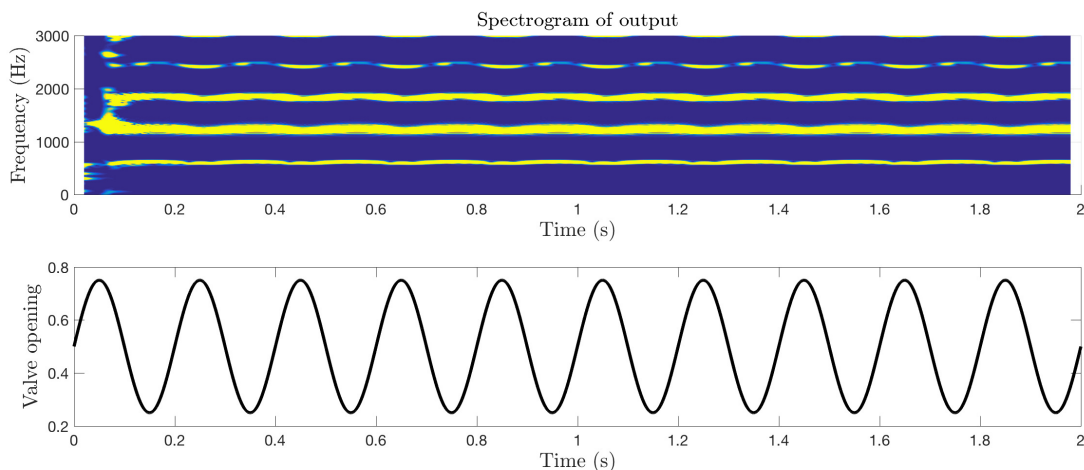 Spectrogram of output
Frequency (Hz)
3000
2000
1000
0
0 0.2 0.4 0.6 0.8 1 1.2 1.4 1.6 1.8 2
Time (s)
Valve opening
0.8
0.6
0.4
0.2
0 0.2 0.4 0.6 0.8 1 1.2 1.4 1.6 1.8 2
Time (s)